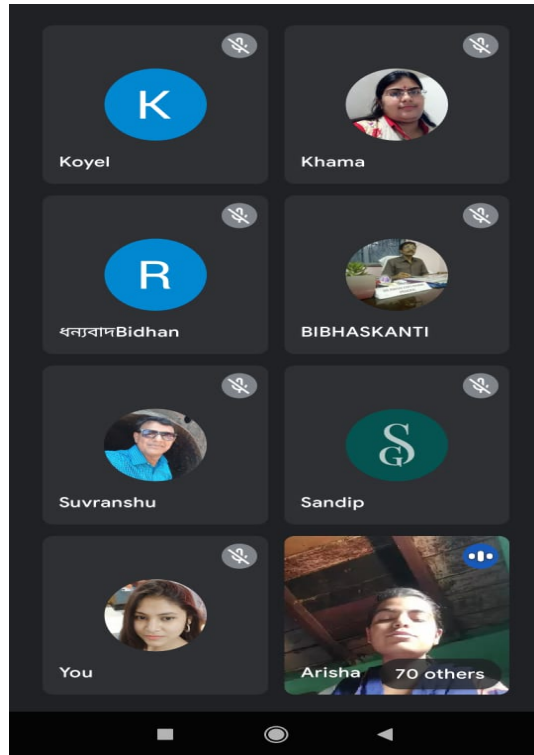 K
Koyel
Khama
R
ধন্যবাদBidhan
BIBHASKANTI
Suvranshu
SG
Sandip
You
Arisha
70 others